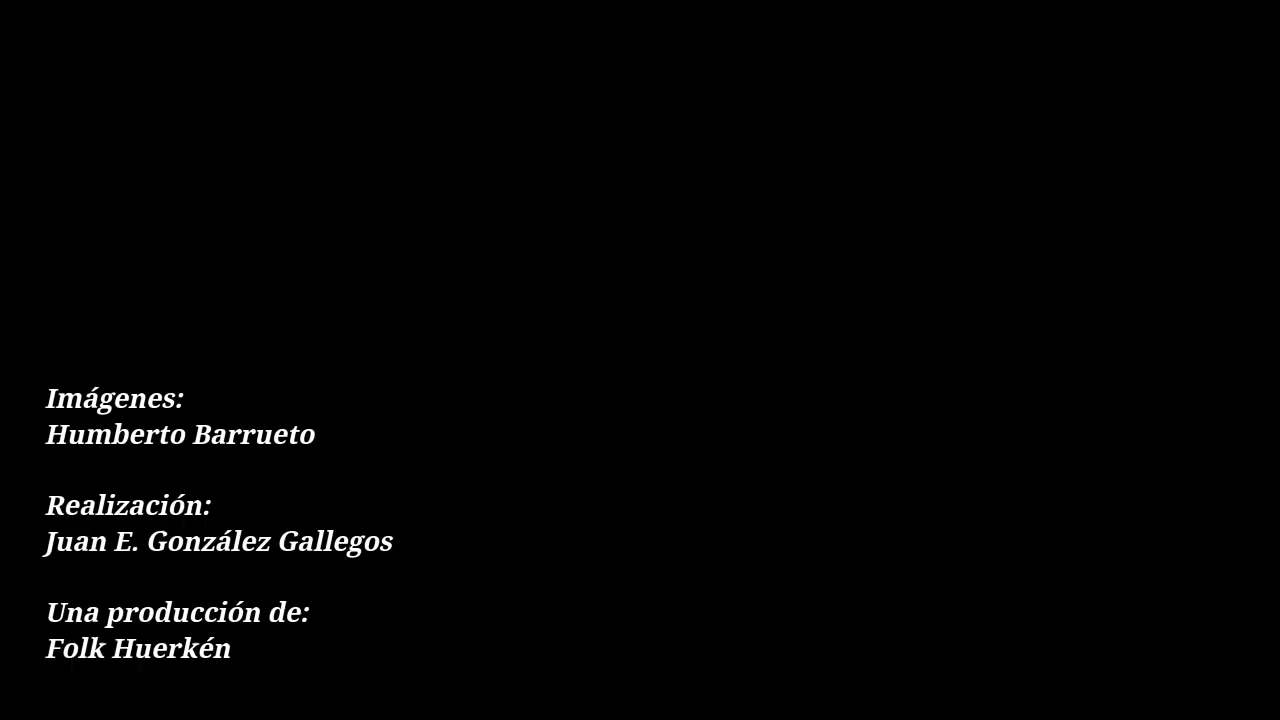 Imágenes:
Humberto Barrueto
Realización:
Juan E. González Gallegos
Una producción de:
Folk Huerkén